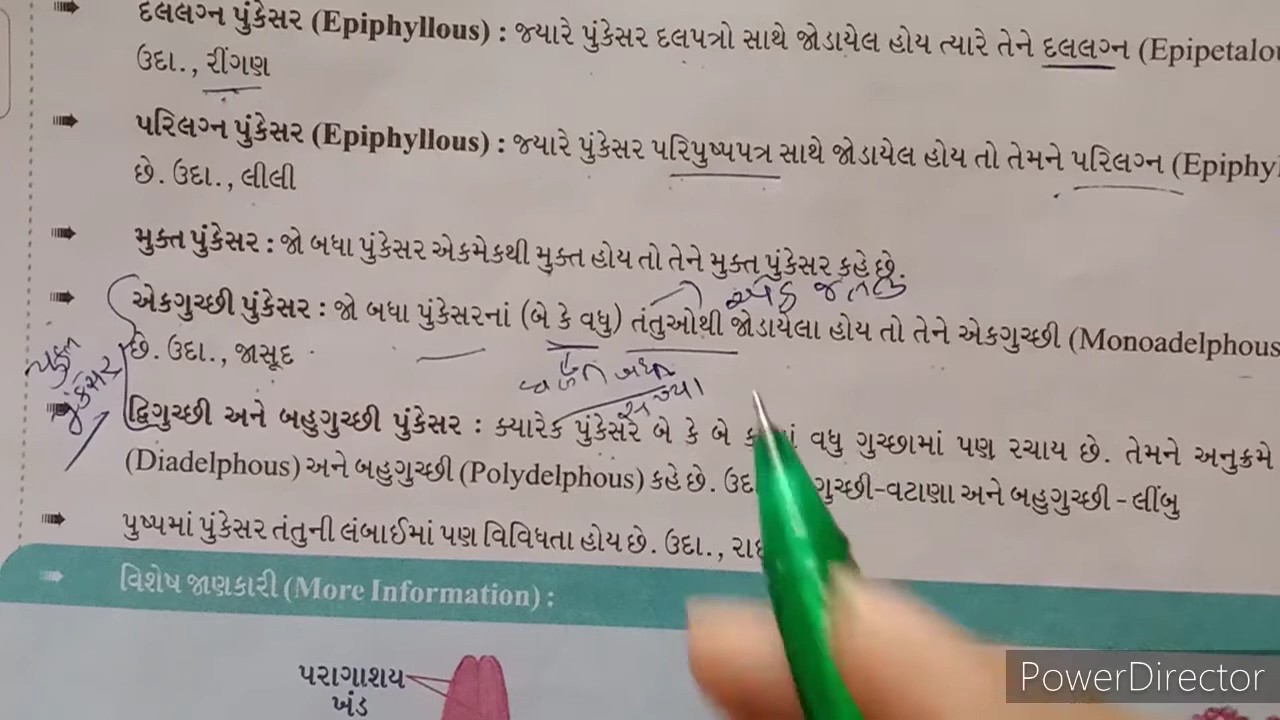 દલલગ્ન પુંકેસર (Epiphyllous) : જ્યારે પુંકેસર દલપત્રો સાથે જોડાયેલ હોય ત્યારે તેને દલલગ્ન (Epipetalou
ઉદા., રીંગણ
પરિલગ્ન પુંકેસર (Epiphyllous) : જ્યારે પુંકેસર પરિપુષ્પપત્ર સાથે જોડાયેલ હોય તો તેમને પરિલગ્ન (Epiphyl
છે. ઉદા., લીલી
મુક્ત પુંકેસર : જો બધા પુંકેસર એકમેકથી મુક્ત હોય તો તેને મુક્ત પુંકેસર કહે છે.
એકગુચ્છી પુંકેસર : જો બધા પુંકેસરનાં (બે કે વધુ) તંતુઓથી જોડાયેલા હોય તો તેને એકગુચ્છી (Monoadelphous
છે. ઉદા., જાસૂદ
દ્વિગુચ્છી અને બહુગુચ્છી પુંકેસર : ક્યારેક પુંકેસર બે કે બે વધુ ગુચ્છામાં પણ રચાય છે. તેમને અનુક્રમે
(Diadelphous) અને બહુગુચ્છી (Polydelphous) કહે છે. ગુચ્છી-વટાણા અને બહુગુચ્છી - લીંબુ
પુષ્પમાં પુંકેસર તંતુની લંબાઈમાં પણ વિવિધતા હોય છે. ઉદા.,
વિશેષ જાણકારી (More Information) :
પરાગાશય
ખંડ
PowerDirector